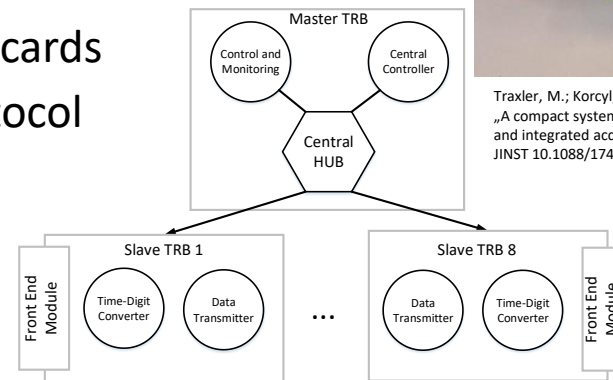 cards
tocol
Master TRB
Control and
Monitoring
Central
Controller
Central
HUB
Traxler, M.; Korcyl,
„A compact system
and integrated acq
JINST 10.1088/174
Slave TRB 1
Front End
Module
Time-Digit
Converter
Data
Transmitter
...
Slave TRB 8
Data
Transmitter
Time-Digit
Converter
Front End
Module